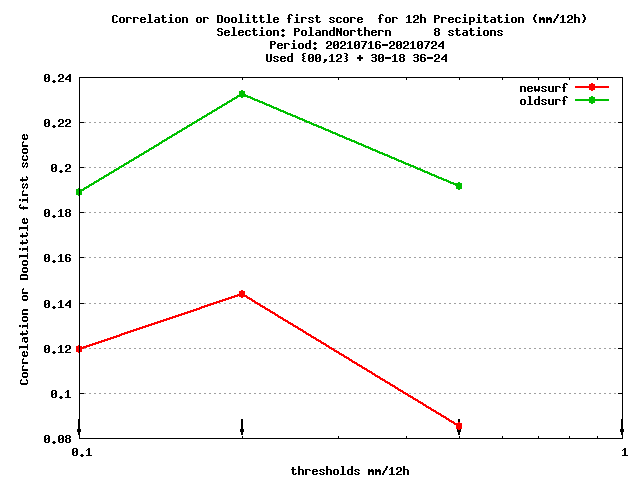 Correlation or Doolittle first score  for 12h Precipitation (mm/12h)
Selection: PolandNorthern      8 stations
Period: 20210716-20210724
Used {00,12} + 30-18 36-24
newsurf
oldsurf
Correlation or Doolittle first score
0.24
0.22
0.2
0.18
0.16
0.14
0.12
0.1
0.08
0.1
1
thresholds mm/12h